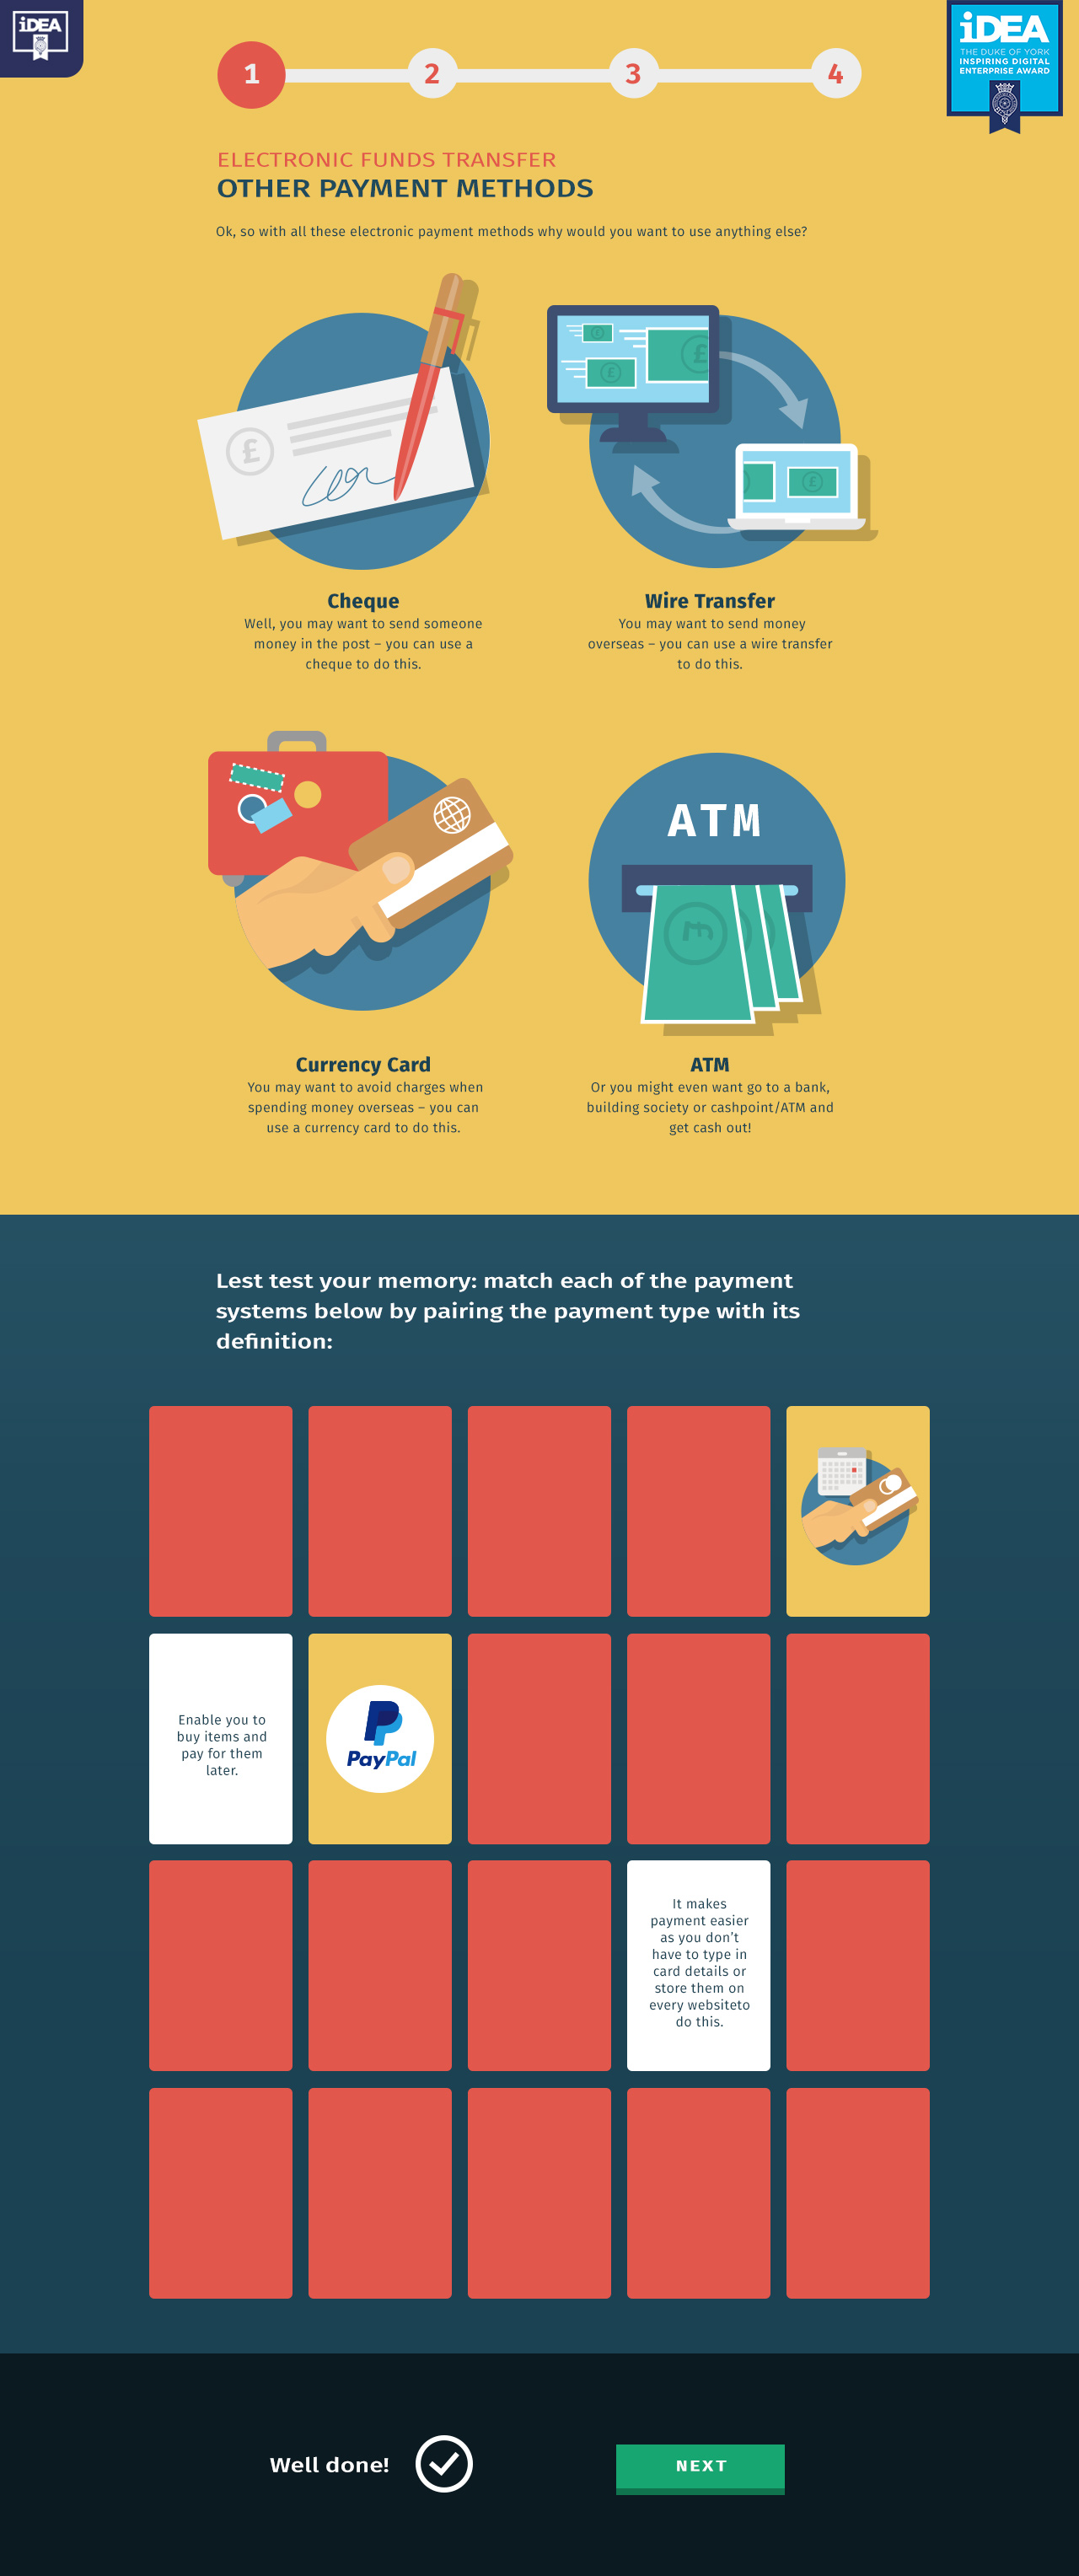 iDEA
iDEA
THE DUKE OF YORK
INSPIRING DIGITAL
ENTERPRISE AWARD
1
2
3
4
ELECTRONIC FUNDS TRANSFER
OTHER PAYMENT METHODS
Ok, so with all these electronic payment methods why would you want to use anything else?
£
£
£
£
£
Cheque
Well, you may want to send someone
money in the post – you can use a
cheque to do this.
Wire Transfer
You may want to send money
overseas – you can use a wire transfer
to do this.
ATM
£
Currency Card
You may want to avoid charges when
spending money overseas – you can
use a currency card to do this.
ATM
Or you might even want go to a bank,
building society or cashpoint/ATM and
get cash out!
Lest test your memory: match each of the payment
systems below by pairing the payment type with its
definition:
Enable you to
buy items and
pay for them
later.
PayPal
It makes
payment easier
as you don't
have to type in
card details or
store them on
every websiteto
do this.
Well done!
NEXT